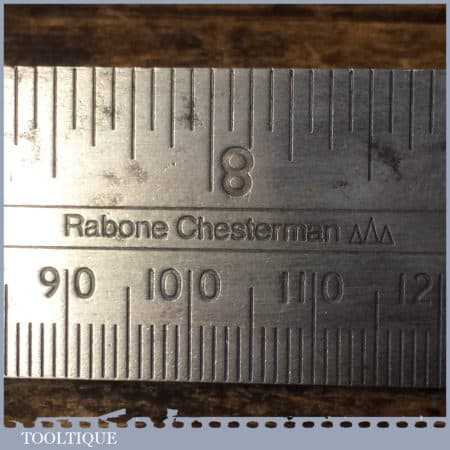 8
Rabone Chesterman
90 100 110 12
TOOLTIQUE